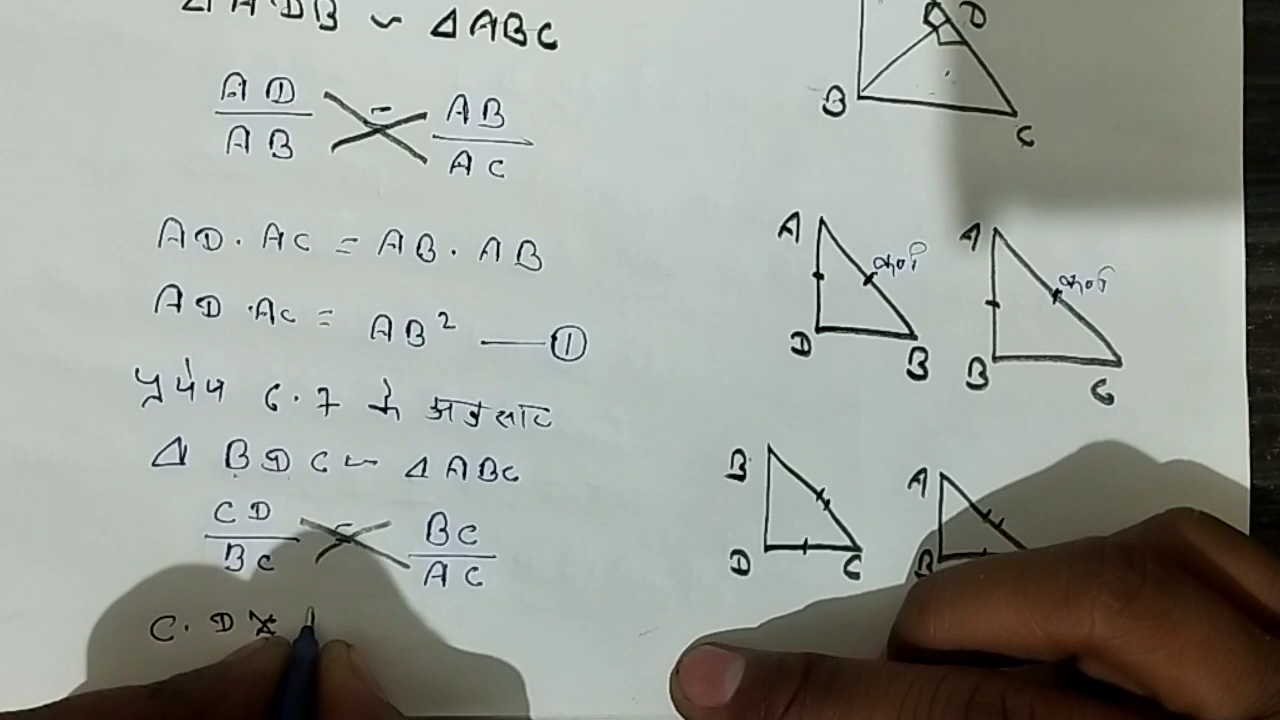 Δ ADB ~ Δ ABC
AD/AB = AB/AC
AD . AC = AB . AB
AD . AC = AB² —— ①
प्रमेय 6.7 के अनुसार
Δ BDC ~ Δ ABC
CD/BC = BC/AC
C . D ×
D
B
C
A
कर्ण
D
B
A
कर्ण
B
C
B
D
C
A
B